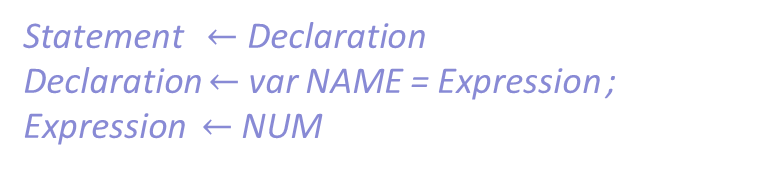 Statement ← Declaration
Declaration ← var NAME = Expression ;
Expression ← NUM